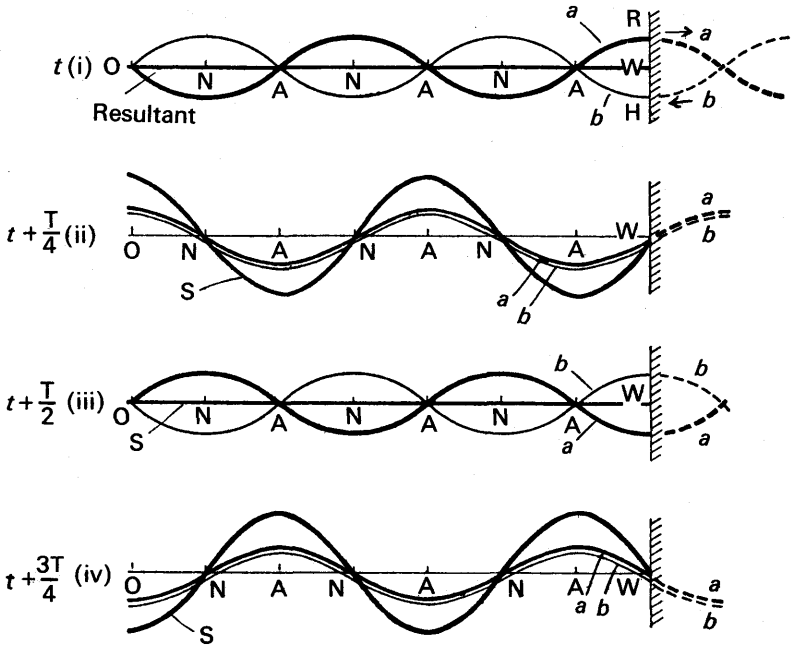 a R a
t (i) O N A N A N A W
Resultant b H b
t + T/4 (ii) O N A N A N A W a b
S a b
t + T/2 (iii) O N A N A N A W b b
S a a
t + 3T/4 (iv) O N A N A N A W a b
S a b